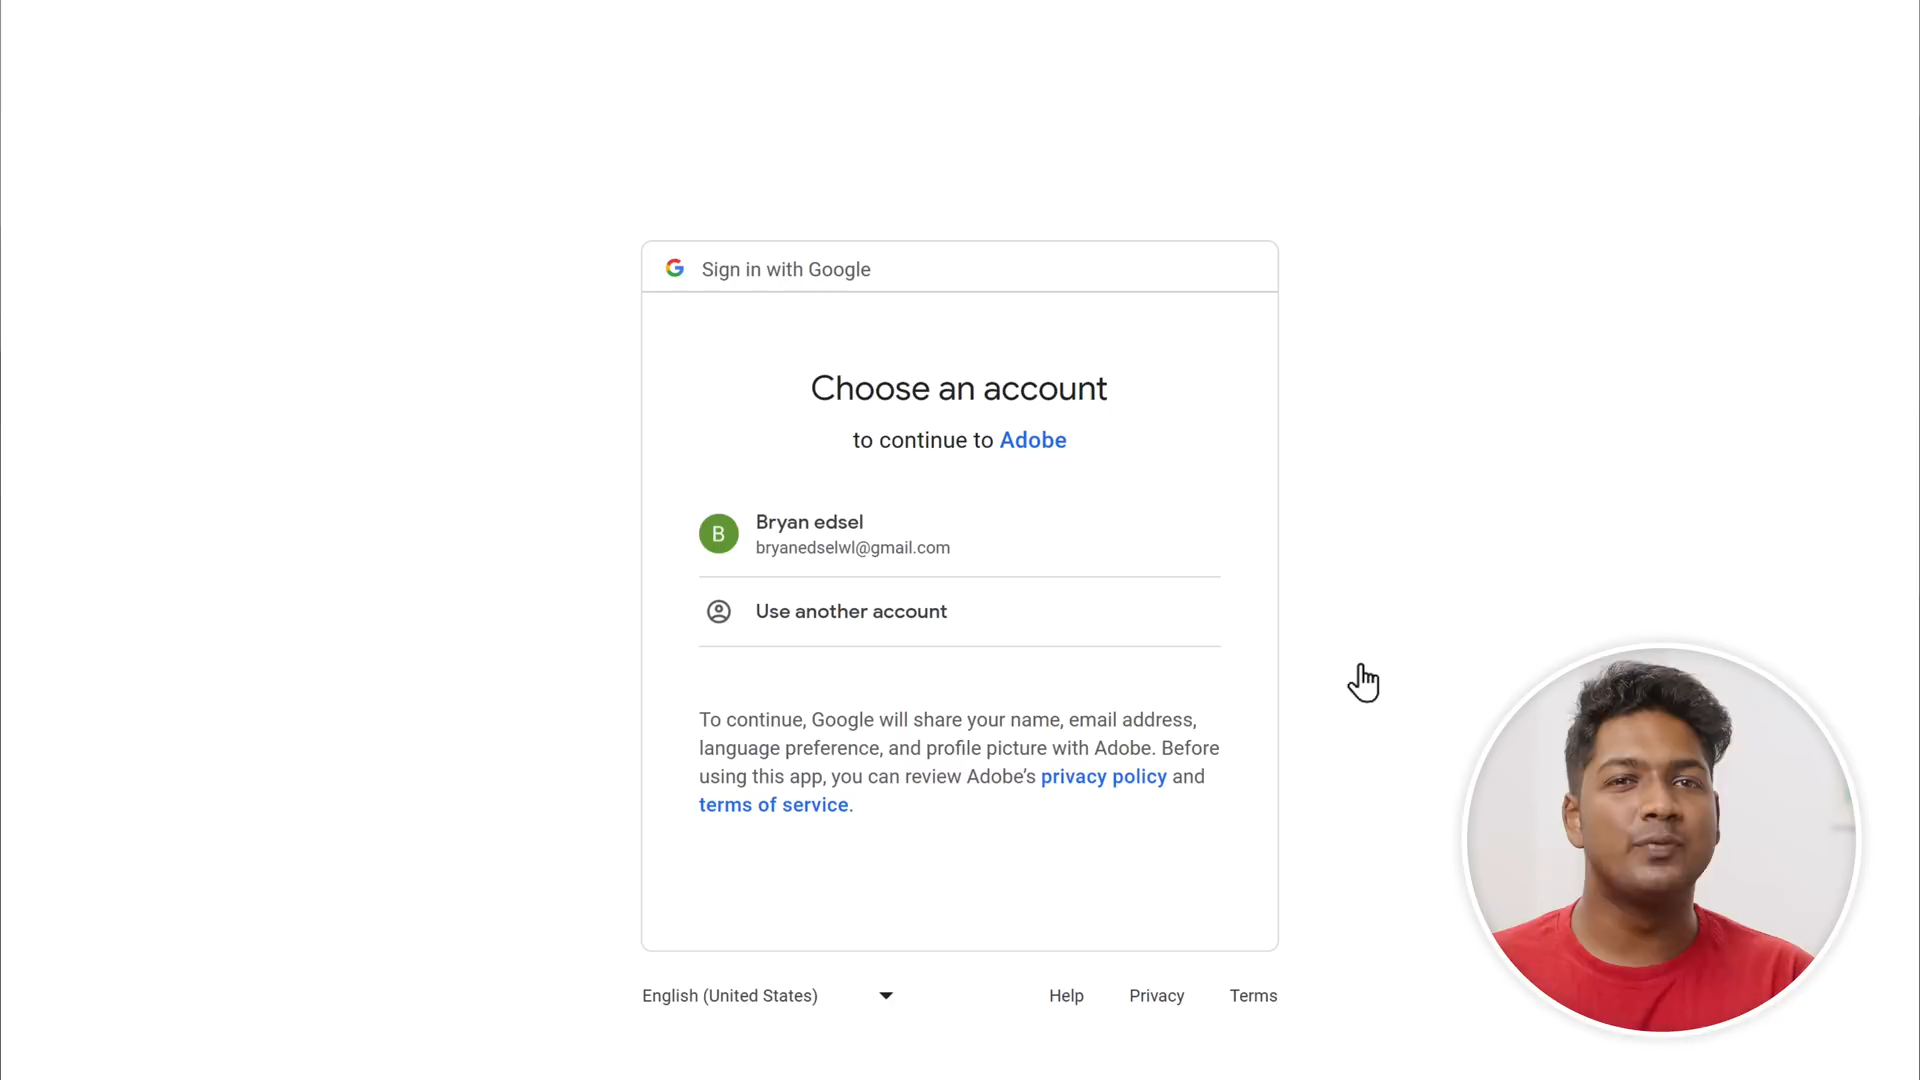 Sign in with Google
Choose an account
to continue to Adobe
B
Bryan edsel
bryanedselwl@gmail.com
Use another account
To continue, Google will share your name, email address,
language preference, and profile picture with Adobe. Before
using this app, you can review Adobe’s privacy policy and
terms of service.
English (United States)
Help
Privacy
Terms